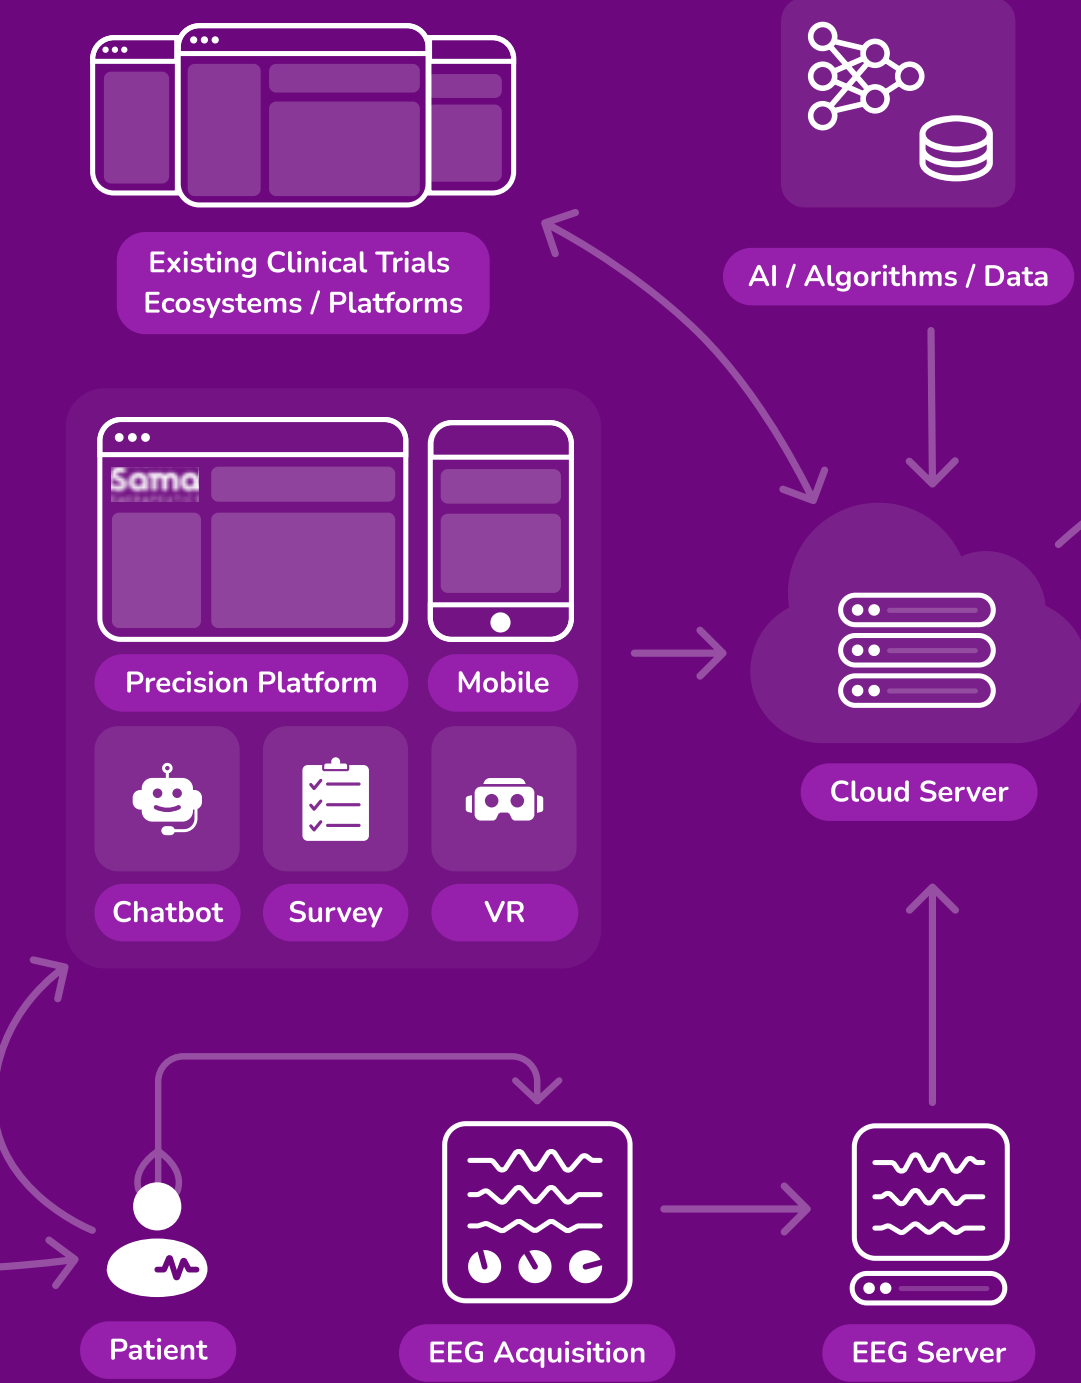 Existing Clinical Trials
Ecosystems / Platforms
AI / Algorithms / Data
Sama
Precision Platform
Mobile
Cloud Server
Chatbot
Survey
VR
Patient
EEG Acquisition
EEG Server